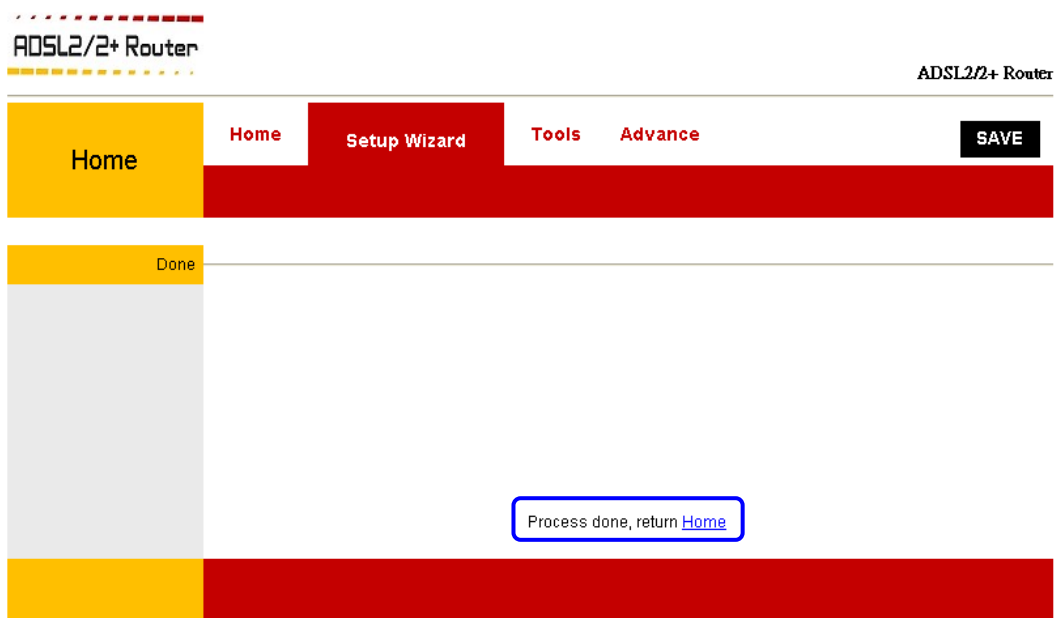 ADSL2/2+ Router
ADSL2/2+ Router
Home
Home Setup Wizard Tools Advance SAVE
Done
Process done, return Home